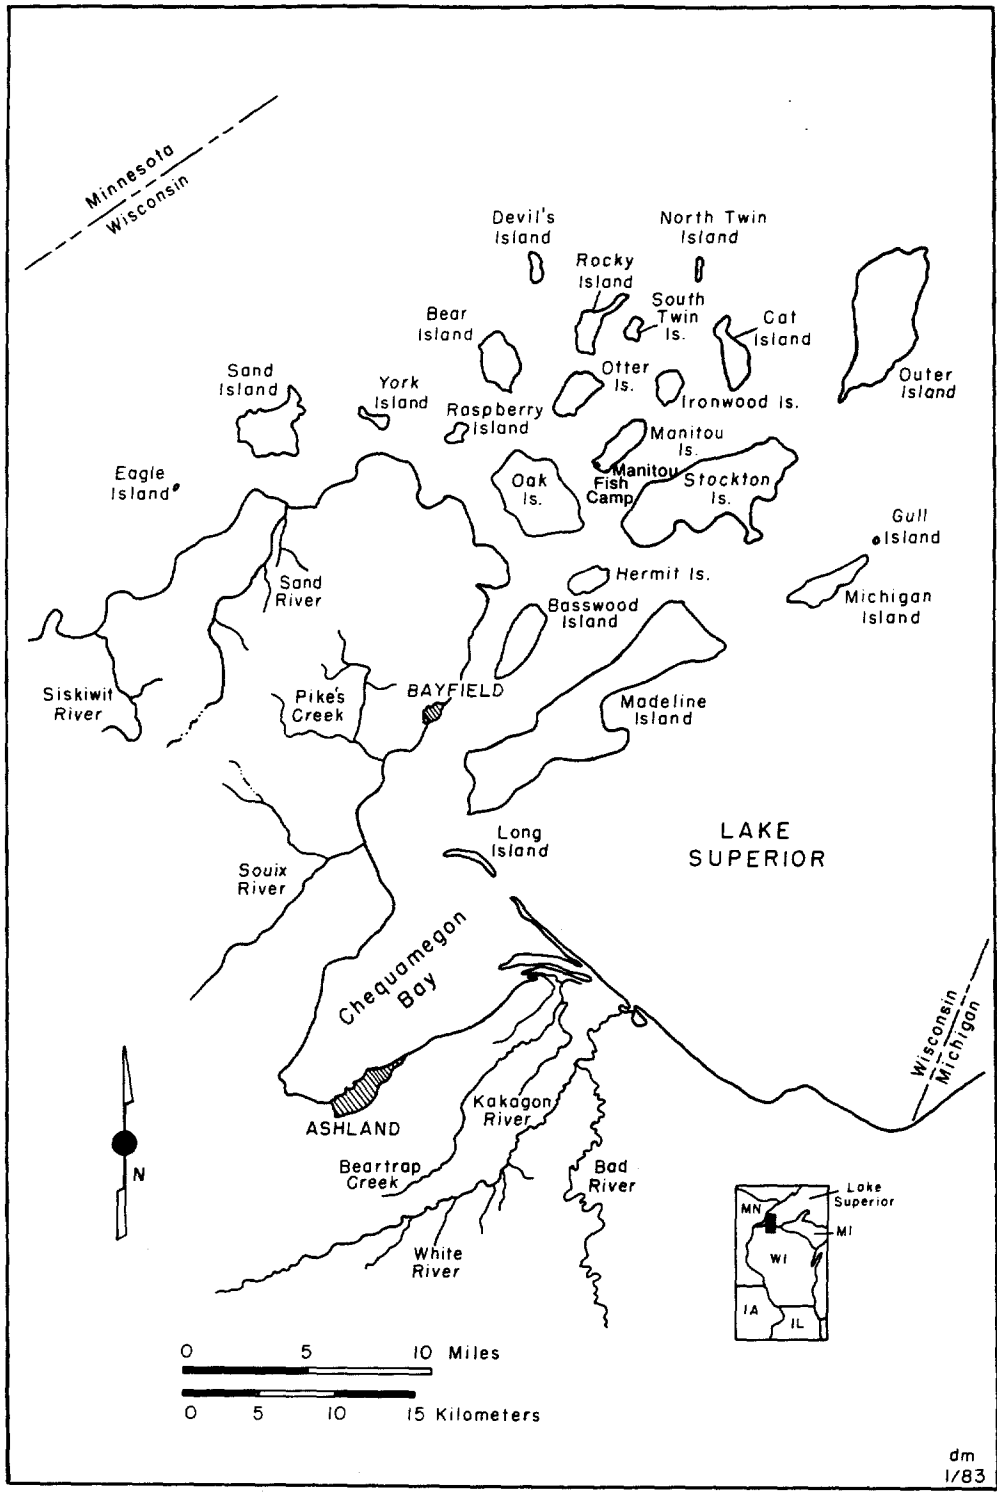 Minnesota
Wisconsin
Devil's
Island
North Twin
Island
Rocky
Island
South
Twin
Is.
Bear
Island
Cat
Island
Outer
Island
Sand
Island
York
Island
Otter
Is.
Ironwood Is.
Raspberry
Island
Manitou
Is.
Manitou
Fish
Camp
Eagle
Island
Oak
Is.
Stockton
Is.
Gull
Island
Sand
River
Hermit Is.
Michigan
Island
Basswood
Island
Siskiwit
River
Pike's
Creek
BAYFIELD
Madeline
Island
LAKE
SUPERIOR
Long
Island
Souix
River
Chequamegon
Bay
Wisconsin
Michigan
ASHLAND
Kakagon
River
Beartrap
Creek
Bad
River
White
River
N
Lake
Superior
MN
MI
WI
IA
IL
0 5 10 Miles
0 5 10 15 Kilometers
dm
1/83